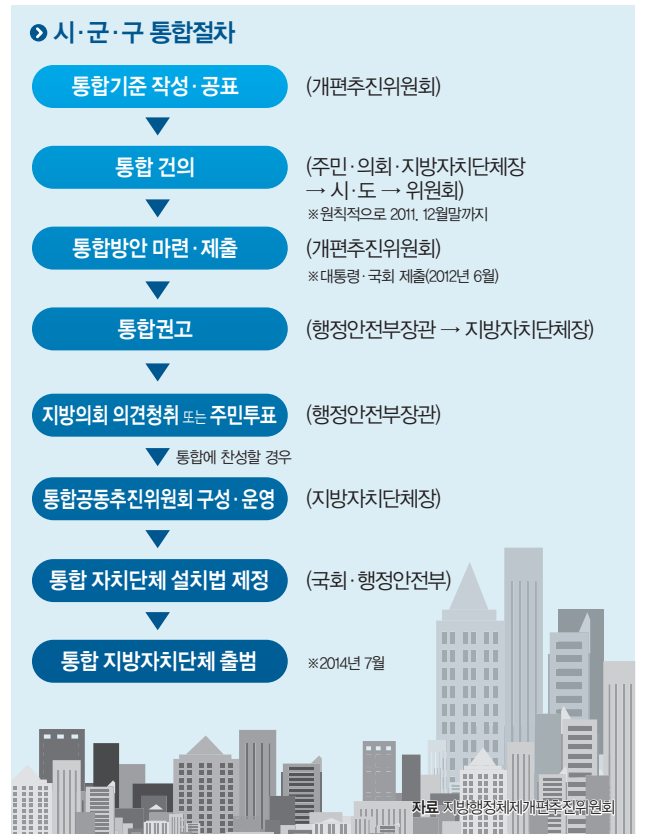 시·군·구 통합절차
통합기준 작성·공표 (개편추진위원회)
통합 건의 (주민·의회·지방자치단체장
→ 시·도 → 위원회)
※원칙적으로 2011. 12월말까지
통합방안 마련·제출 (개편추진위원회)
※대통령·국회 제출(2012년 6월)
통합권고 (행정안전부장관 → 지방자치단체장)
지방의회 의견청취 또는 주민투표 (행정안전부장관)
통합에 찬성할 경우
통합공동추진위원회 구성·운영 (지방자치단체장)
통합 자치단체 설치법 제정 (국회·행정안전부)
통합 지방자치단체 출범 ※2014년 7월
자료 지방행정체제개편추진위원회